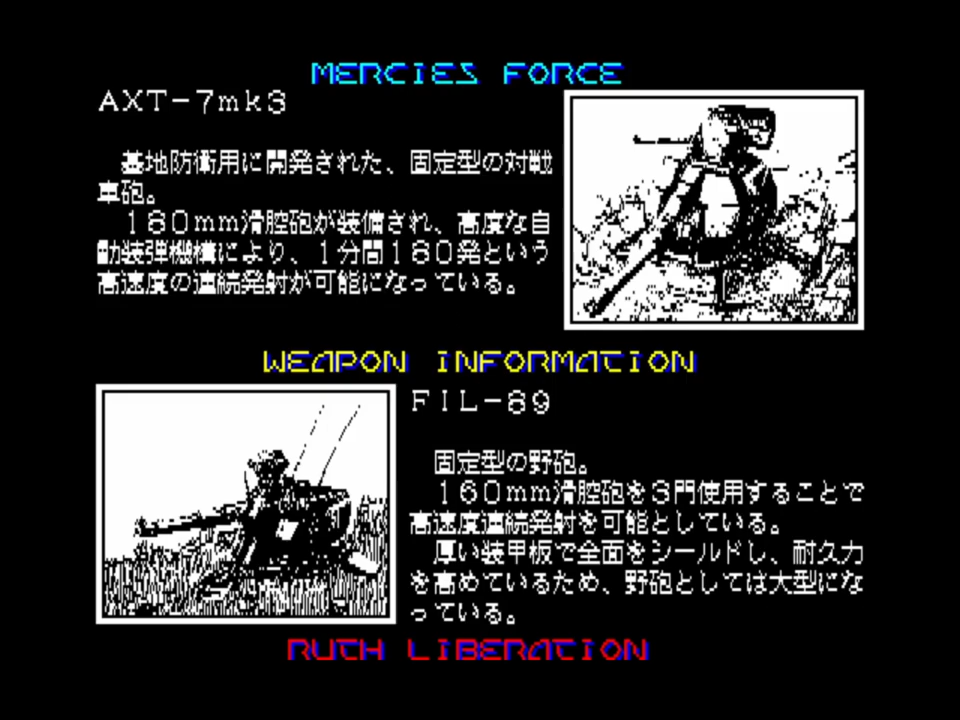 MERCIES FORCE
AXT-7mk3
基地防衛用に開発された、固定型の対戦
車砲。
180mm滑腔砲が装備され、高度な自
動装弾機構により、1分間180発という
高速度の連続発射が可能になっている。
WEAPON INFORMATION
FIL-89
固定型の野砲。
160mm滑腔砲を3門使用することで
高速度連続発射を可能としている。
厚い装甲板で全面をシールドし、耐久力
を高めているため、野砲としては大型にな
っている。
RUTH LIBERATION